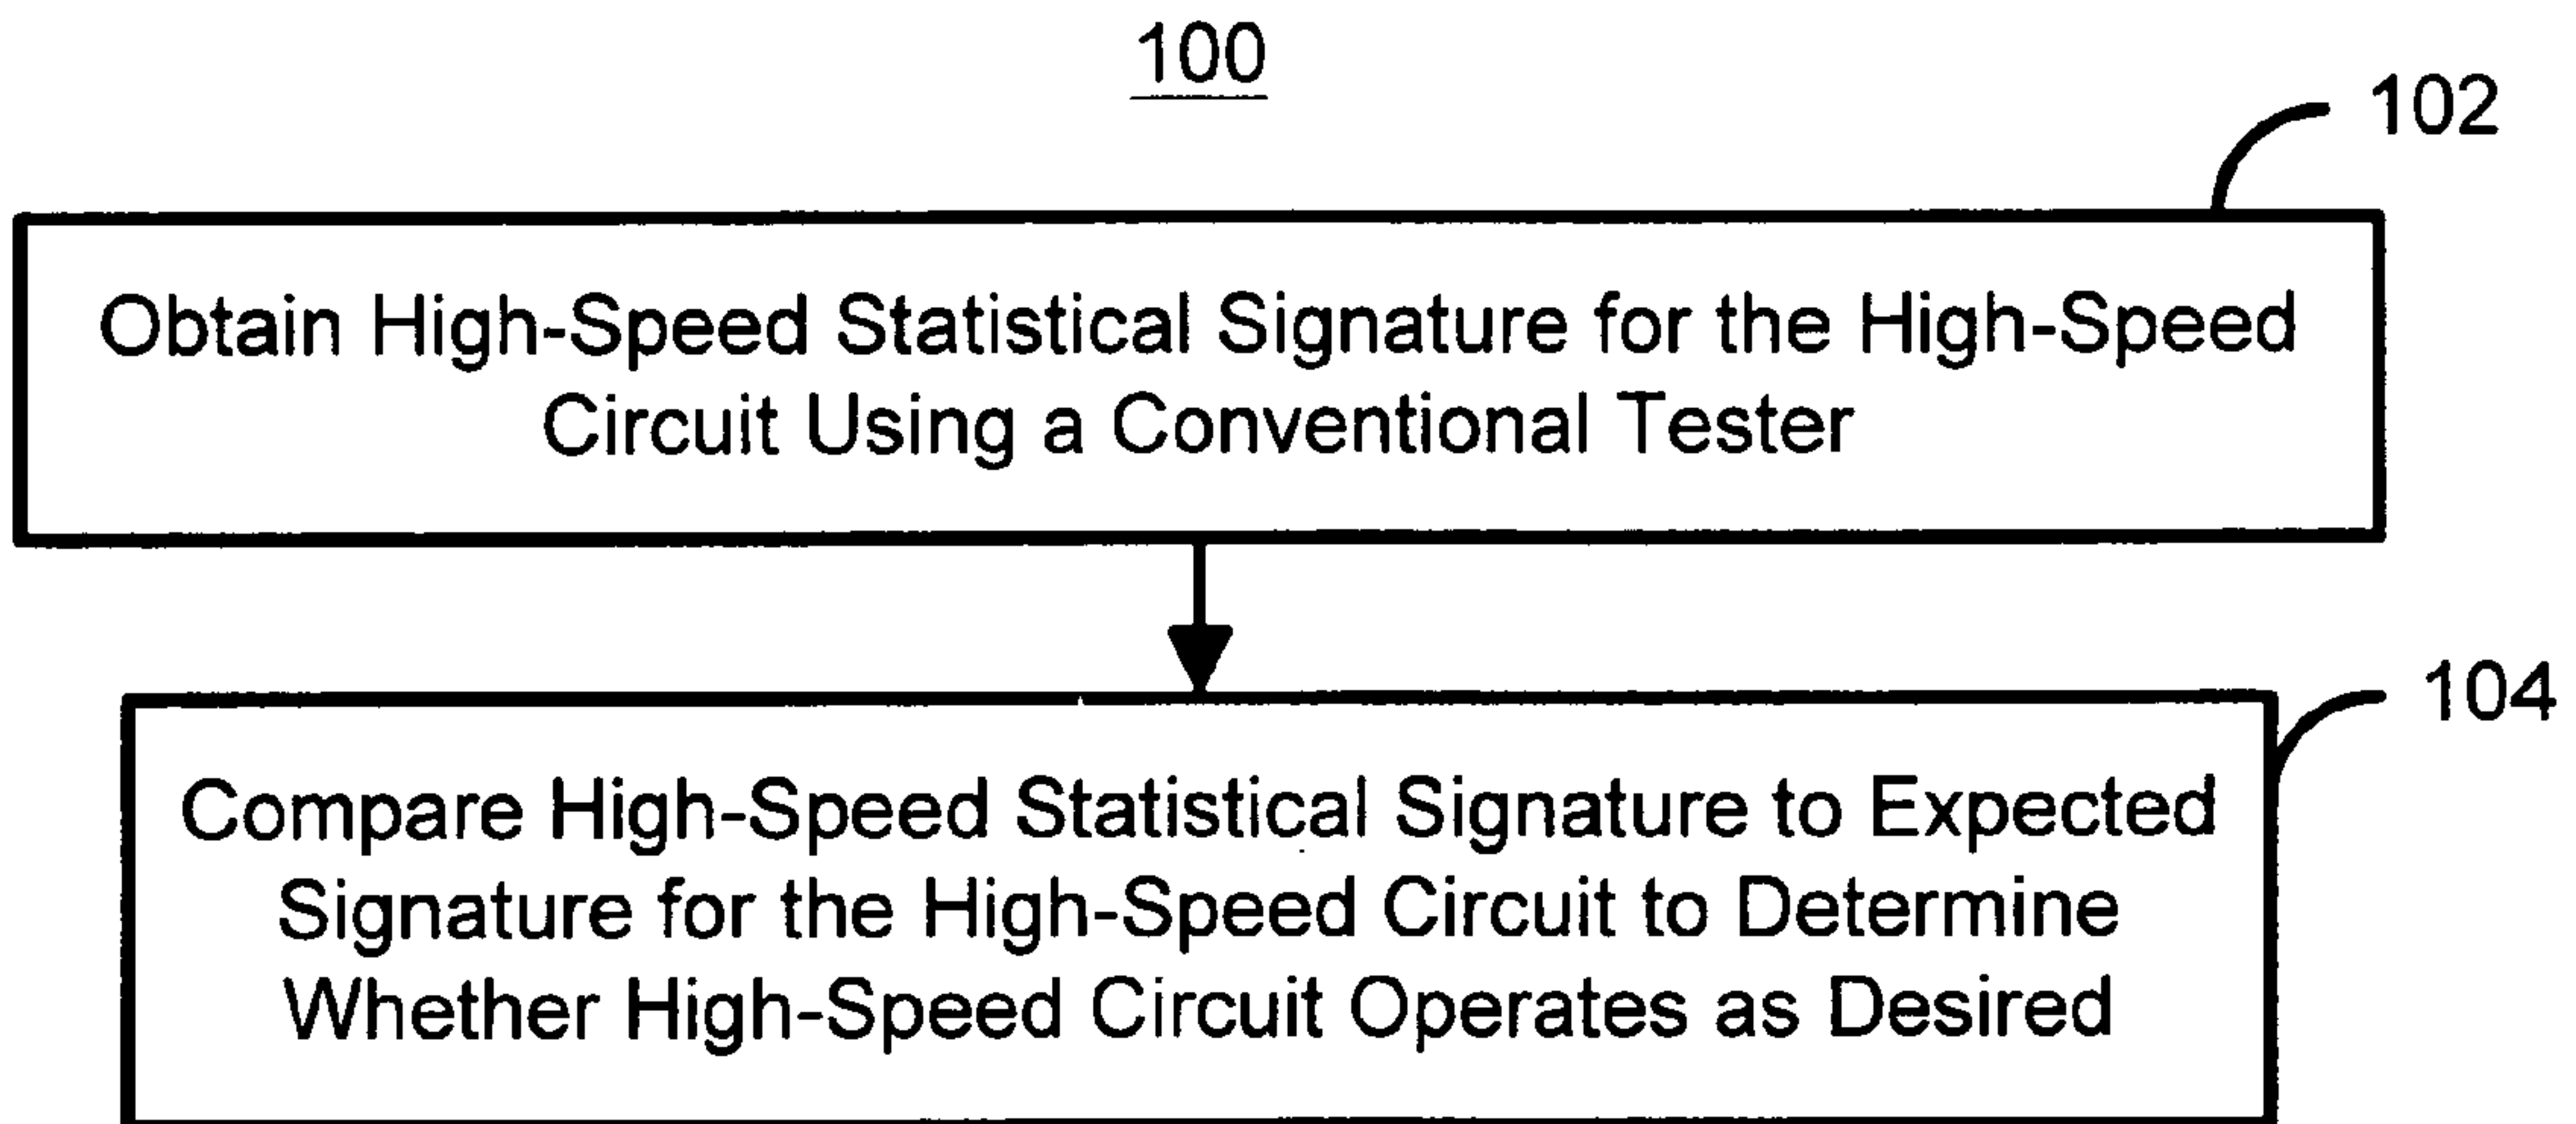 100
102
Obtain High-Speed Statistical Signature for the High-Speed
Circuit Using a Conventional Tester
104
Compare High-Speed Statistical Signature to Expected
Signature for the High-Speed Circuit to Determine
Whether High-Speed Circuit Operates as Desired